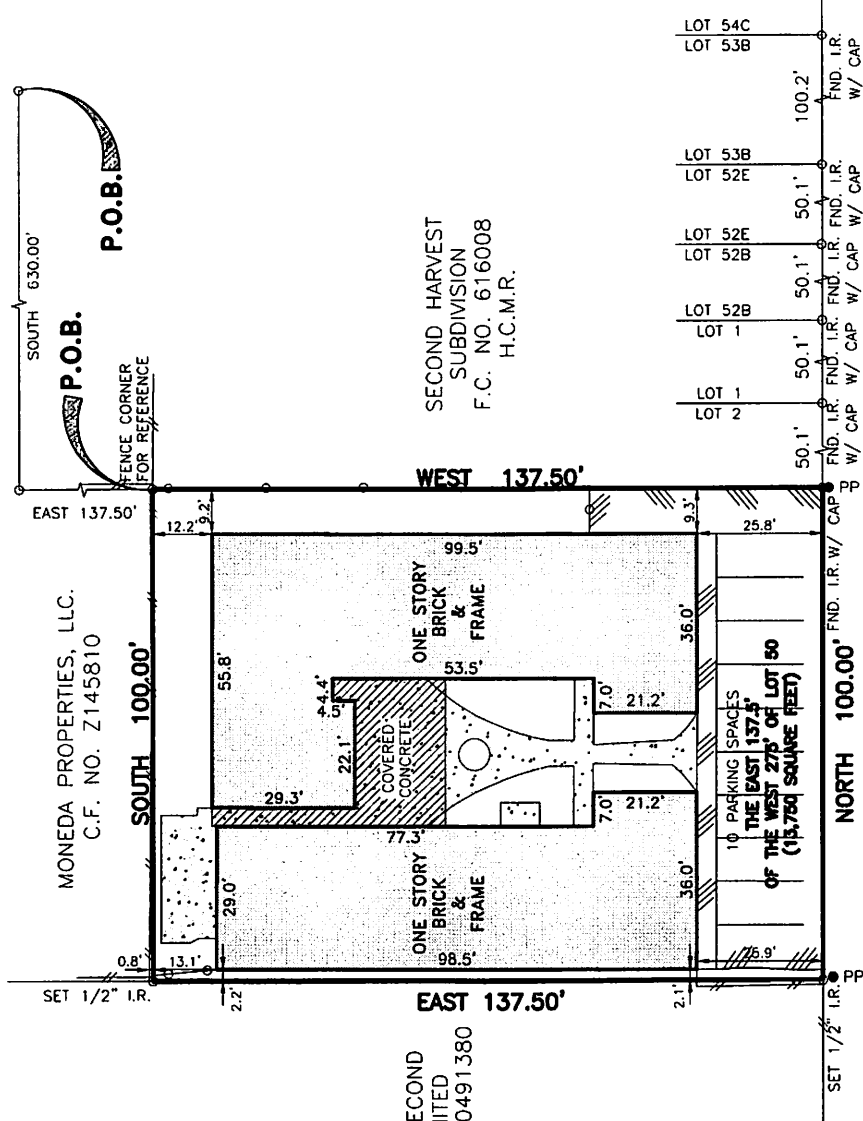 LOT 54C
LOT 53B
100.2'
FND. I.R.
W/ CAP
SOUTH 630.00'
P.O.B.
P.O.B.
LOT 53B
LOT 52E
50.1'
FND. I.R.
W/ CAP
SECOND HARVEST
SUBDIVISION
F.C. NO. 616008
H.C.M.R.
LOT 52E
LOT 52B
50.1'
FND. I.R.
W/ CAP
LOT 52B
LOT 1
50.1'
FND. I.R.
W/ CAP
LOT 1
LOT 2
50.1'
FND. I.R.
W/ CAP
FENCE CORNER
FOR REFERENCE
EAST 137.50'
WEST 137.50'
PP
12.2'
9.2'
9.3'
25.8'
FND. I.R. W/ CAP
MONEDA PROPERTIES, LLC.
C.F. NO. Z145810
SOUTH 100.00'
99.5'
ONE STORY
BRICK
&
FRAME
55.8'
53.5'
36.0'
4.4'
4.5'
22.1'
COVERED
CONCRETE
7.0'
21.2'
29.3'
77.3'
7.0'
21.2'
10 PARKING SPACES
THE EAST 137.5'
OF THE WEST 275' OF LOT 50
(13,750 SQUARE FEET)
NORTH 100.00'
29.0'
ONE STORY
BRICK
&
FRAME
36.0'
98.5'
0.8'
13.1'
25.9'
SET 1/2" I.R.
2.2'
EAST 137.50'
2.1'
PP
SET 1/2" I.R.
ECOND
IITED
0491380